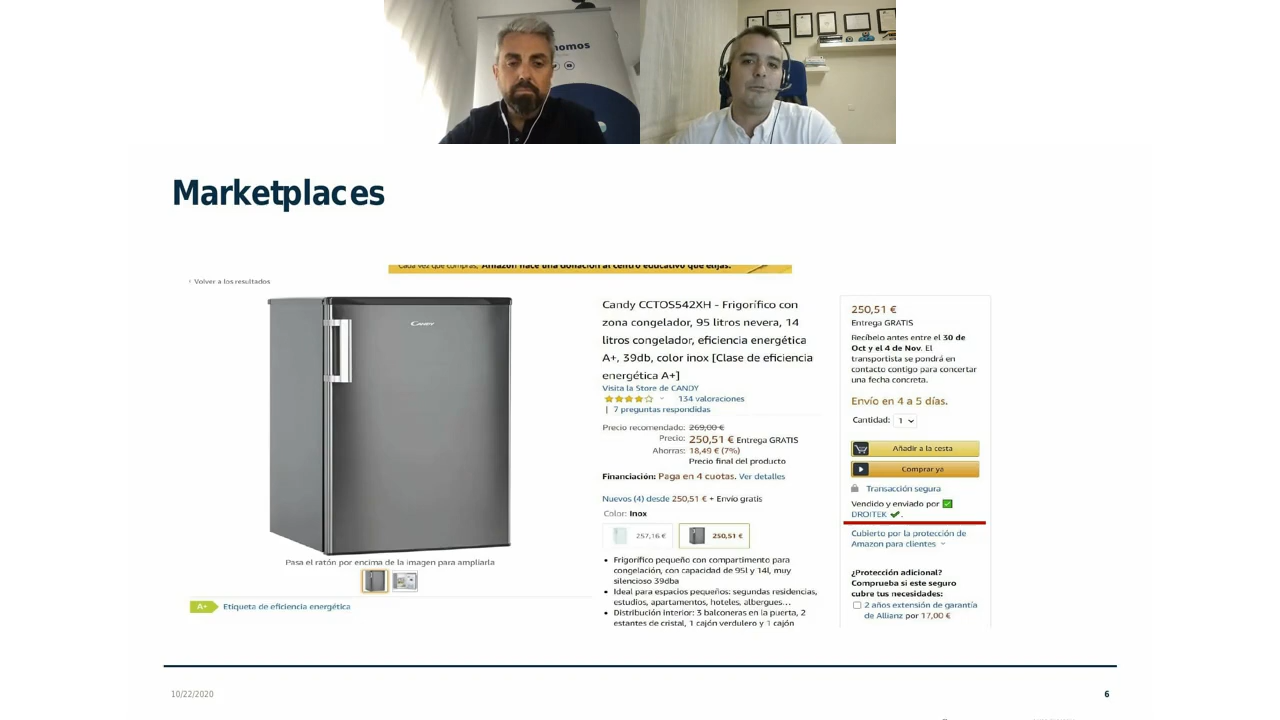 nomos
Marketplaces
Cada vez que compras, Amazon hace una donación al centro educativo que elijas.
‹ Volver a los resultados
Candy
Pasa el ratón por encima de la imagen para ampliarla
A+ Etiqueta de eficiencia energética
Candy CCTOS542XH - Frigorífico con
zona congelador, 95 litros nevera, 14
litros congelador, eficiencia energética
A+, 39db, color inox [Clase de eficiencia
energética A+]
Visita la Store de CANDY
134 valoraciones
| 7 preguntas respondidas
Precio recomendado: 269,00 €
Precio: 250,51 € Entrega GRATIS
Ahorras: 18,49 € (7%)
Precio final del producto
Financiación: Paga en 4 cuotas. Ver detalles
Nuevos (4) desde 250,51 € + Envío gratis
Color: Inox
257,16 € 250,51 €
• Frigorífico pequeño con compartimento para
congelación, con capacidad de 95l y 14l, muy
silencioso 39dba
• Ideal para espacios pequeños: segundas residencias,
estudios, apartamentos, hoteles, albergues...
• Distribución interior: 3 balconeras en la puerta, 2
estantes de cristal, 1 cajón verdulero y 1 cajón
250,51 €
Entrega GRATIS
Recíbelo antes entre el 30 de
Oct y el 4 de Nov. El
transportista se pondrá en
contacto contigo para concertar
una fecha concreta.
Envío en 4 a 5 días.
Cantidad: 1
Añadir a la cesta
Comprar ya
Transacción segura
Vendido y enviado por ✅
DROITEK ✔.
Cubierto por la protección de
Amazon para clientes
¿Protección adicional?
Comprueba si este seguro
cubre tus necesidades:
2 años extensión de garantía
de Allianz por 17,00 €
10/22/2020
6